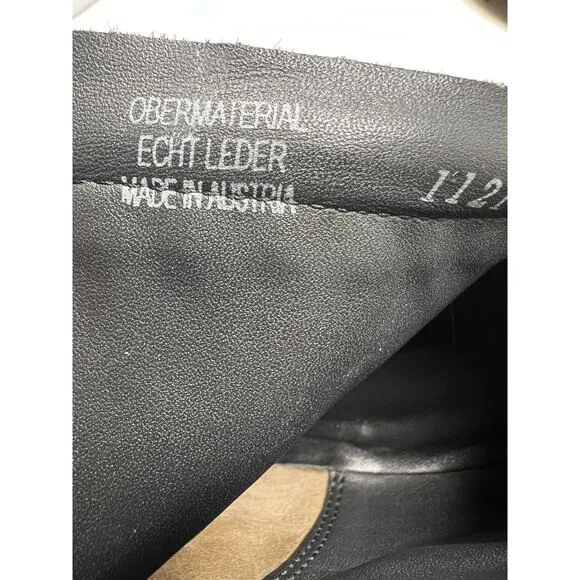 OBERMATERIAL
ECHT LEDER
MADE IN AUSTRIA